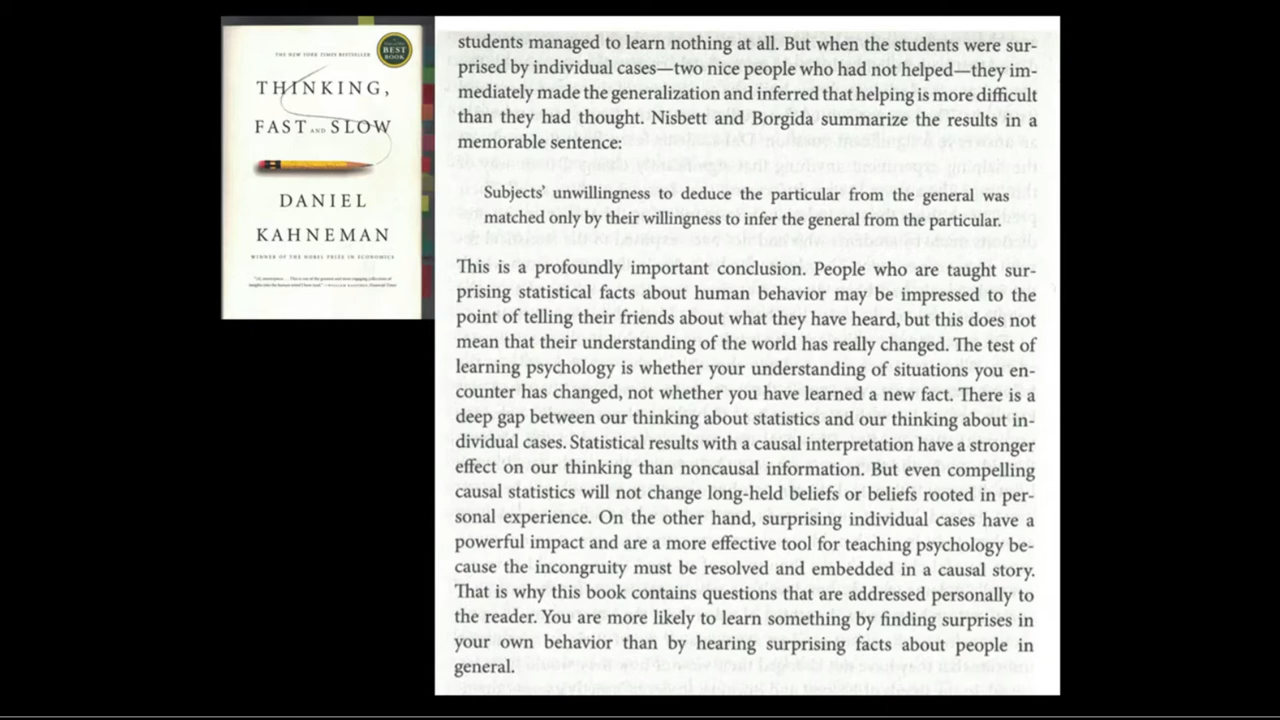 THE NEW YORK TIMES BESTSELLER
BEST
BOOK
THINKING,
FAST AND SLOW
DANIEL
KAHNEMAN
WINNER OF THE NOBEL PRIZE IN ECONOMICS
students managed to learn nothing at all. But when the students were sur-
prised by individual cases—two nice people who had not helped—they im-
mediately made the generalization and inferred that helping is more difficult
than they had thought. Nisbett and Borgida summarize the results in a
memorable sentence:
Subjects’ unwillingness to deduce the particular from the general was
matched only by their willingness to infer the general from the particular.
This is a profoundly important conclusion. People who are taught sur-
prising statistical facts about human behavior may be impressed to the
point of telling their friends about what they have heard, but this does not
mean that their understanding of the world has really changed. The test of
learning psychology is whether your understanding of situations you en-
counter has changed, not whether you have learned a new fact. There is a
deep gap between our thinking about statistics and our thinking about in-
dividual cases. Statistical results with a causal interpretation have a stronger
effect on our thinking than noncausal information. But even compelling
causal statistics will not change long-held beliefs or beliefs rooted in per-
sonal experience. On the other hand, surprising individual cases have a
powerful impact and are a more effective tool for teaching psychology be-
cause the incongruity must be resolved and embedded in a causal story.
That is why this book contains questions that are addressed personally to
the reader. You are more likely to learn something by finding surprises in
your own behavior than by hearing surprising facts about people in
general.